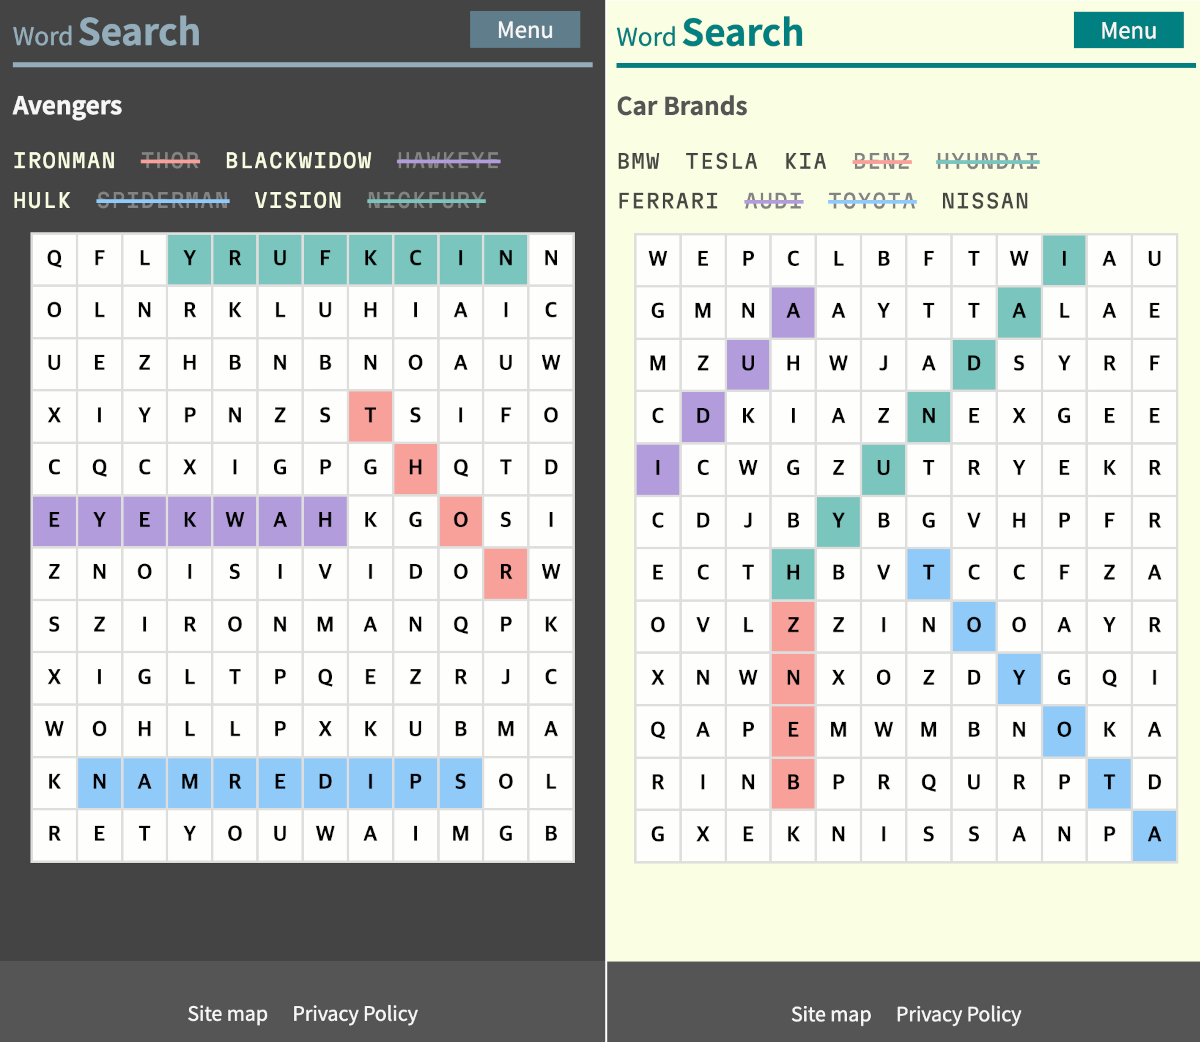 Word Search
Menu
Avengers
IRONMAN THOR BLACKWIDOW HAWKEYE
HULK SPIDERMAN VISION NICKFURY
Q F L Y R U F K C I N N
O L N R K L U H I A I C
U E Z H B N B N O A U W
X I Y P N Z S T S I F O
C Q C X I G P G H Q T D
E Y E K W A H K G O S I
Z N O I S I V I D O R W
S Z I R O N M A N Q P K
X I G L T P Q E Z R J C
W O H L L P X K U B M A
K N A M R E D I P S O L
R E T Y O U W A I M G B
Site map Privacy Policy
Word Search
Menu
Car Brands
BMW TESLA KIA BENZ HYUNDAI
FERRARI AUDI TOYOTA NISSAN
W E P C L B F T W I A U
G M N A A Y T T A L A E
M Z U H W J A D S Y R F
C D K I A Z N E X G E E
I C W G Z U T R Y E K R
C D J B Y B G V H P F R
E C T H B V T C C F Z A
O V L Z Z I N O O A Y R
X N W N X O Z D Y G Q I
Q A P E M W M B N O K A
R I N B P R Q U R P T D
G X E K N I S S A N P A
Site map Privacy Policy